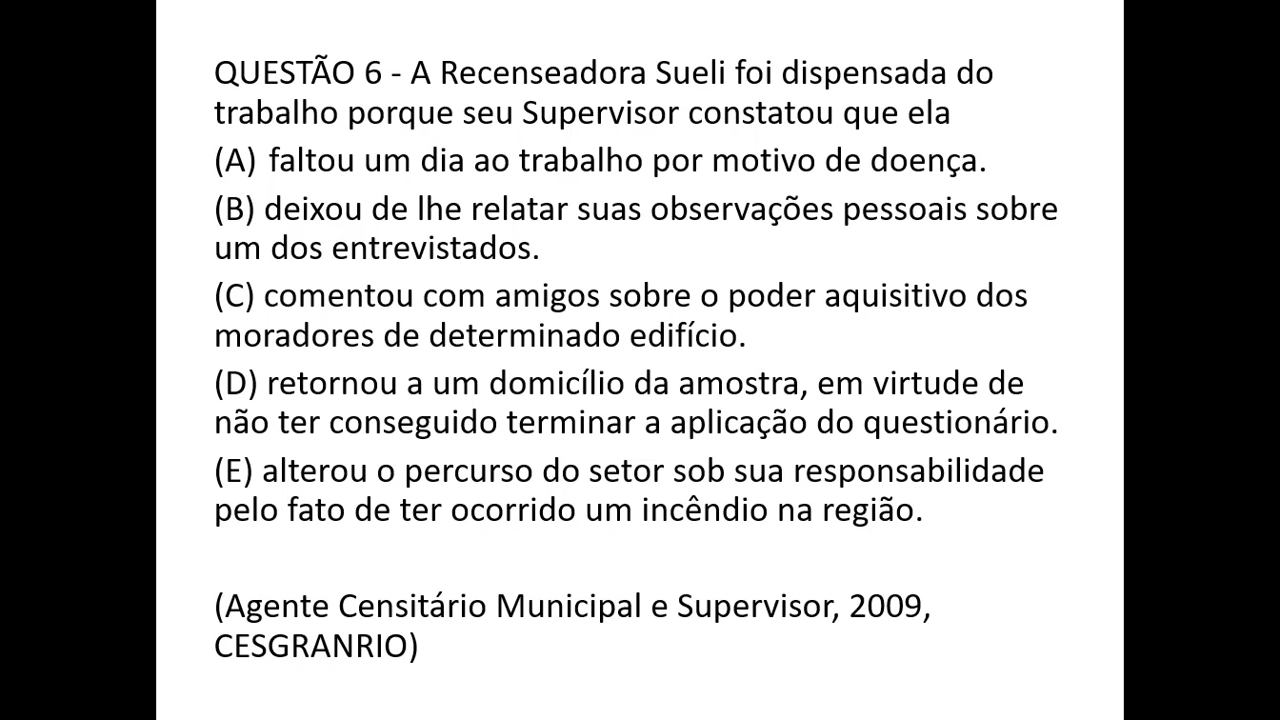 QUESTÃO 6 - A Recenseadora Sueli foi dispensada do
trabalho porque seu Supervisor constatou que ela
(A) faltou um dia ao trabalho por motivo de doença.
(B) deixou de lhe relatar suas observações pessoais sobre
um dos entrevistados.
(C) comentou com amigos sobre o poder aquisitivo dos
moradores de determinado edifício.
(D) retornou a um domicílio da amostra, em virtude de
não ter conseguido terminar a aplicação do questionário.
(E) alterou o percurso do setor sob sua responsabilidade
pelo fato de ter ocorrido um incêndio na região.
(Agente Censitário Municipal e Supervisor, 2009,
CESGRANRIO)